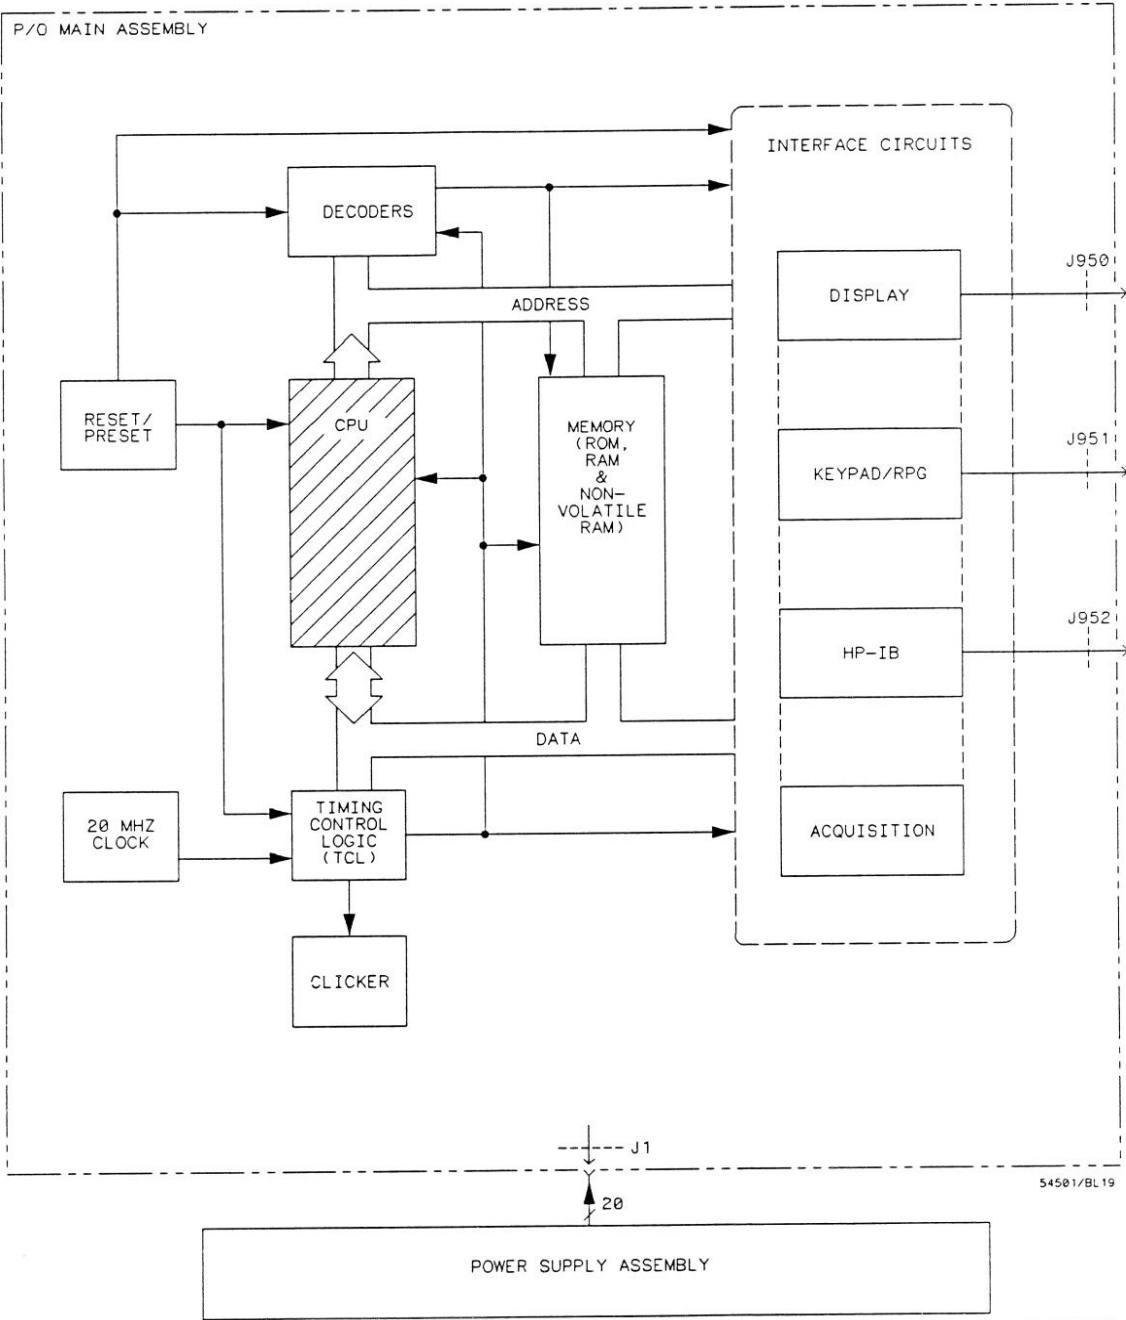 P/O MAIN ASSEMBLY
INTERFACE CIRCUITS
DECODERS
J950
DISPLAY
ADDRESS
RESET/
PRESET
CPU
MEMORY
(ROM,
RAM
&
NON-
VOLATILE
RAM)
J951
KEYPAD/RPG
J952
HP-IB
DATA
20 MHZ
CLOCK
TIMING
CONTROL
LOGIC
(TCL)
ACQUISITION
CLICKER
J1
54501/BL19
20
POWER SUPPLY ASSEMBLY